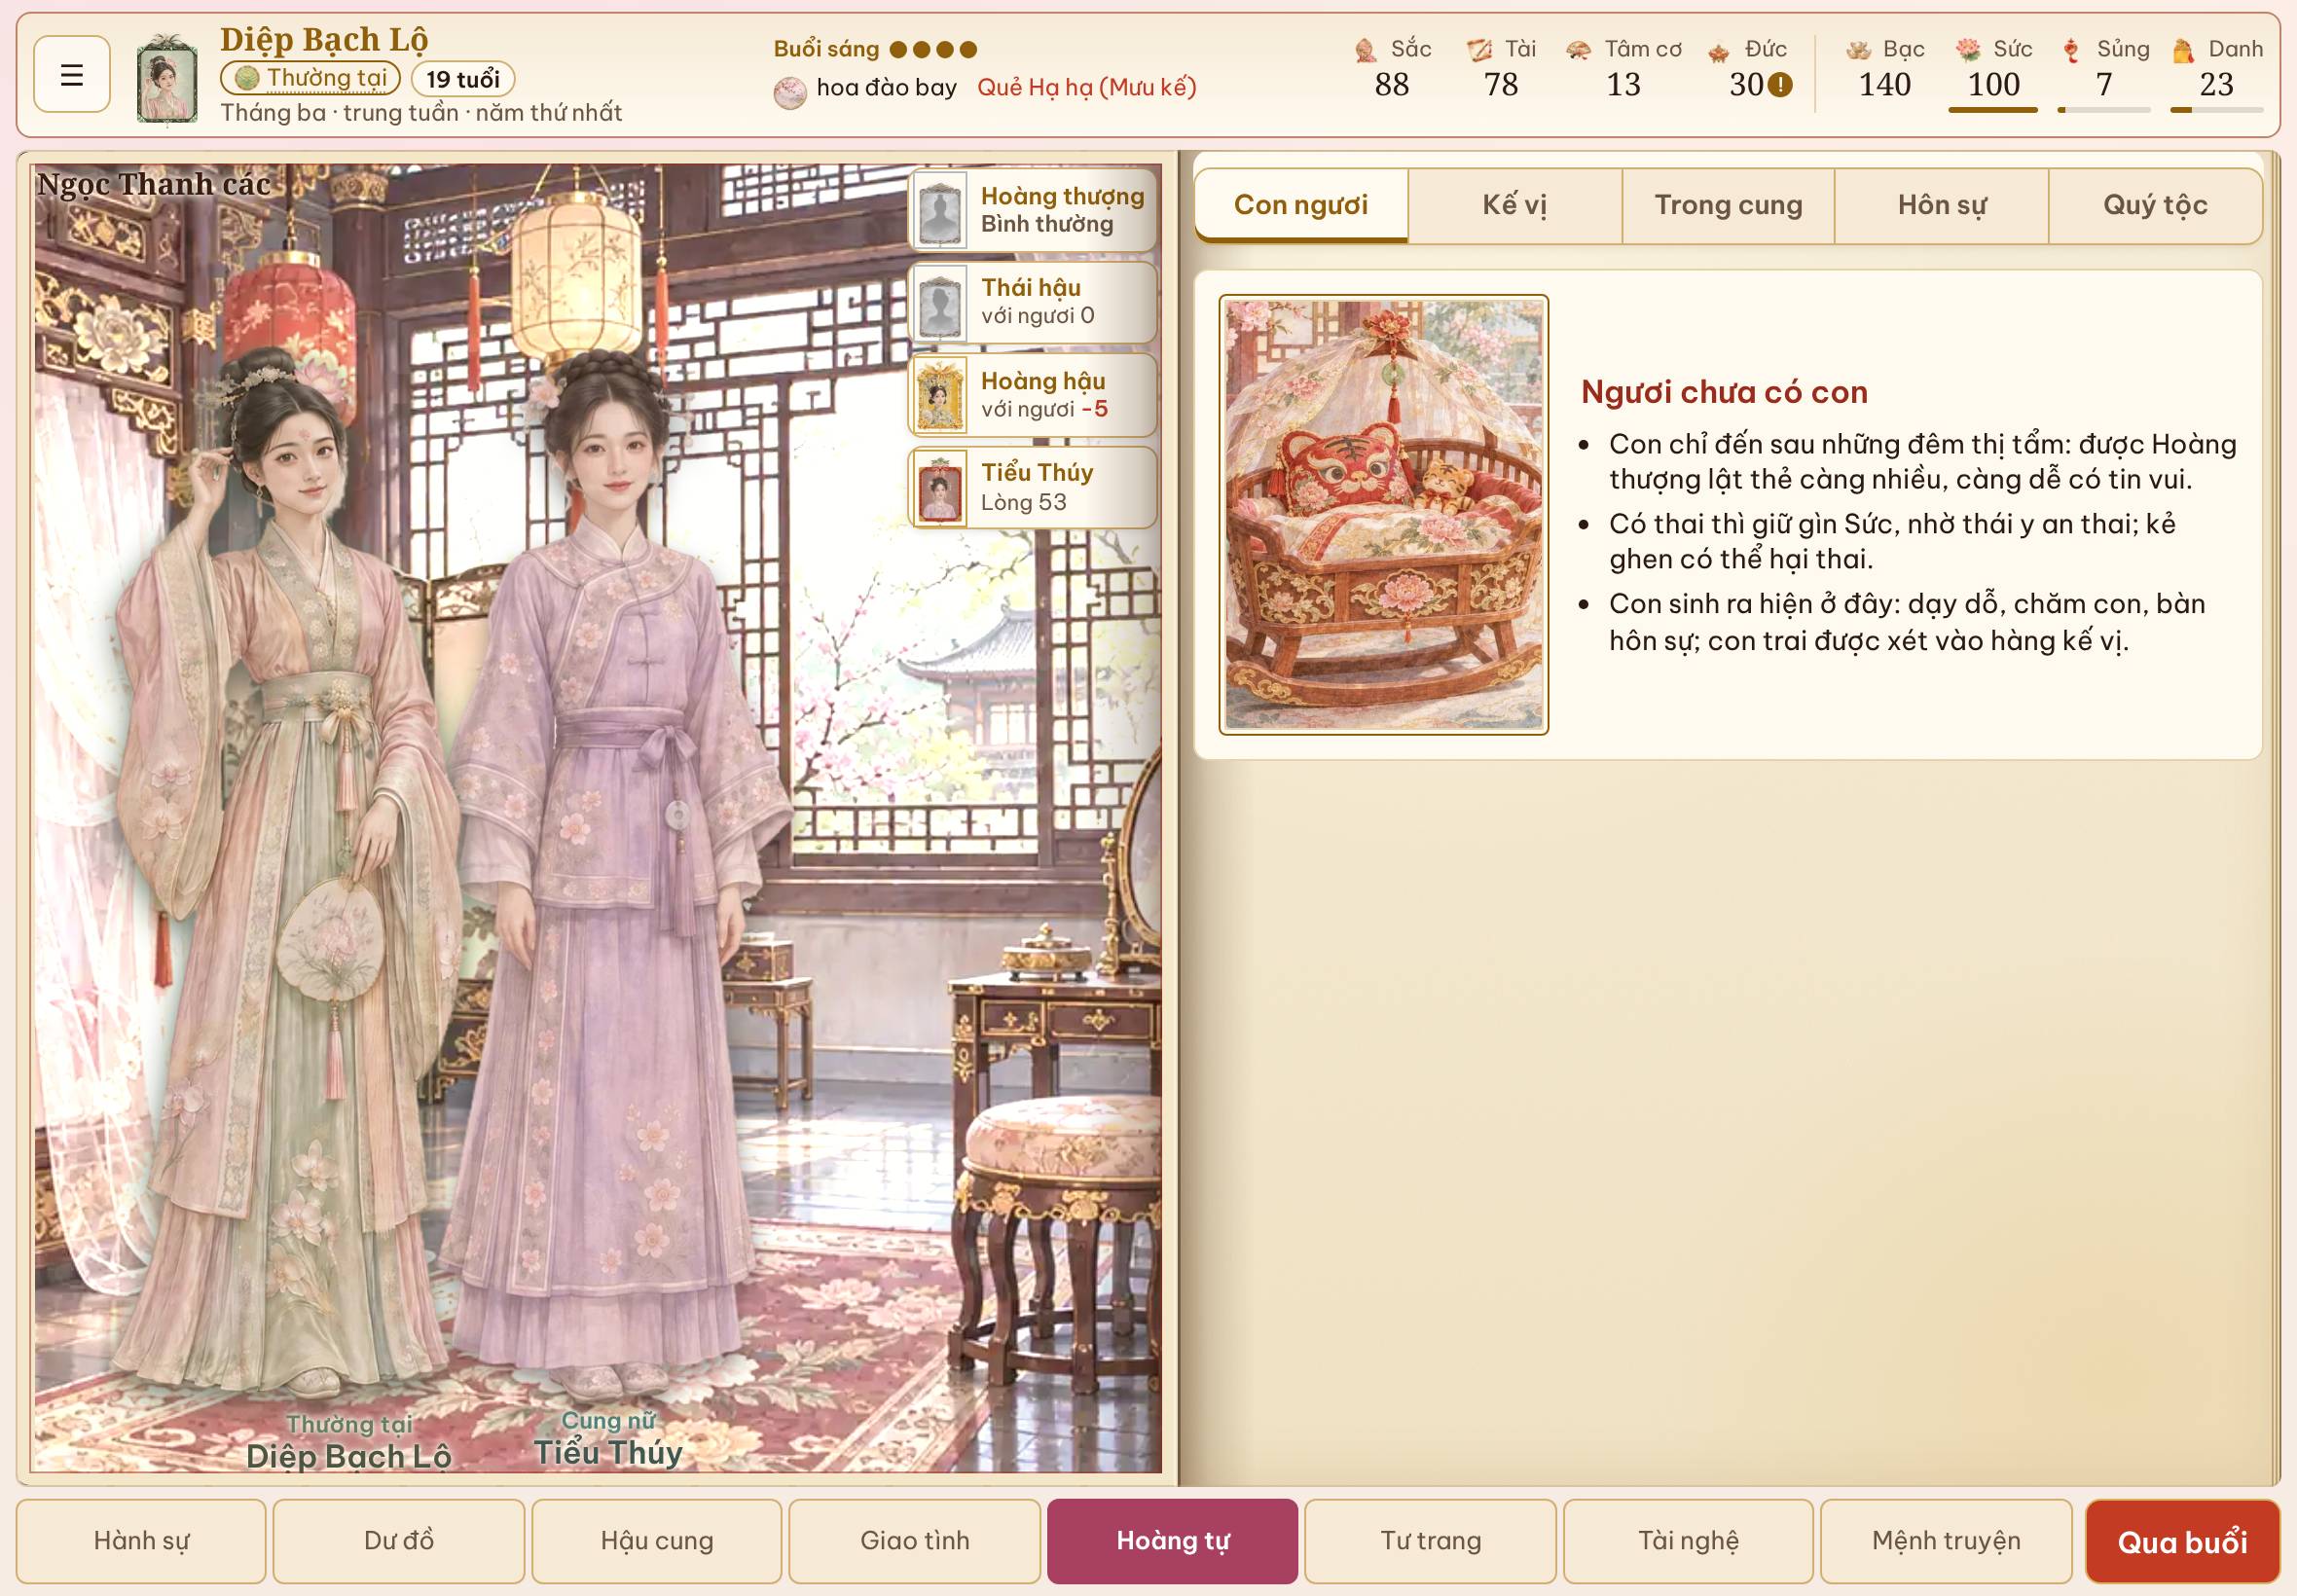 Diệp Bạch Lộ
Thường tại
19 tuổi
Tháng ba · trung tuần · năm thứ nhất
Buổi sáng
hoa đào bay
Quẻ Hạ hạ (Mưu kế)
Sắc
88
Tài
78
Tâm cơ
13
Đức
30
Bạc
140
Sức
100
Sủng
7
Danh
23
Ngọc Thanh các
Hoàng thượng
Bình thường
Thái hậu
với ngươi 0
Hoàng hậu
với ngươi -5
Tiểu Thúy
Lòng 53
Thường tại
Diệp Bạch Lộ
Cung nữ
Tiểu Thúy
Con ngươi
Kế vị
Trong cung
Hôn sự
Quý tộc
Ngươi chưa có con
• Con chỉ đến sau những đêm thị tẩm: được Hoàng
thượng lật thẻ càng nhiều, càng dễ có tin vui.
• Có thai thì giữ gìn Sức, nhờ thái y an thai; kẻ
ghen có thể hại thai.
• Con sinh ra hiện ở đây: dạy dỗ, chăm con, bàn
hôn sự; con trai được xét vào hàng kế vị.
Hành sự
Dư đồ
Hậu cung
Giao tình
Hoàng tự
Tư trang
Tài nghệ
Mệnh truyện
Qua buổi